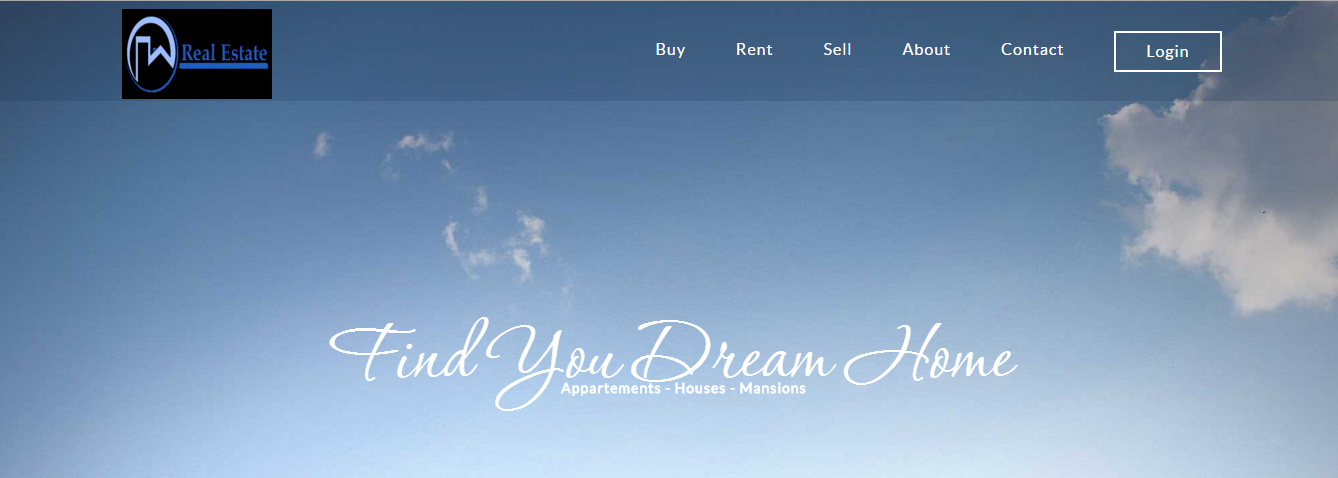 Real Estate
Buy Rent Sell About Contact Login
Find You Dream Home
Appartements - Houses - Mansions